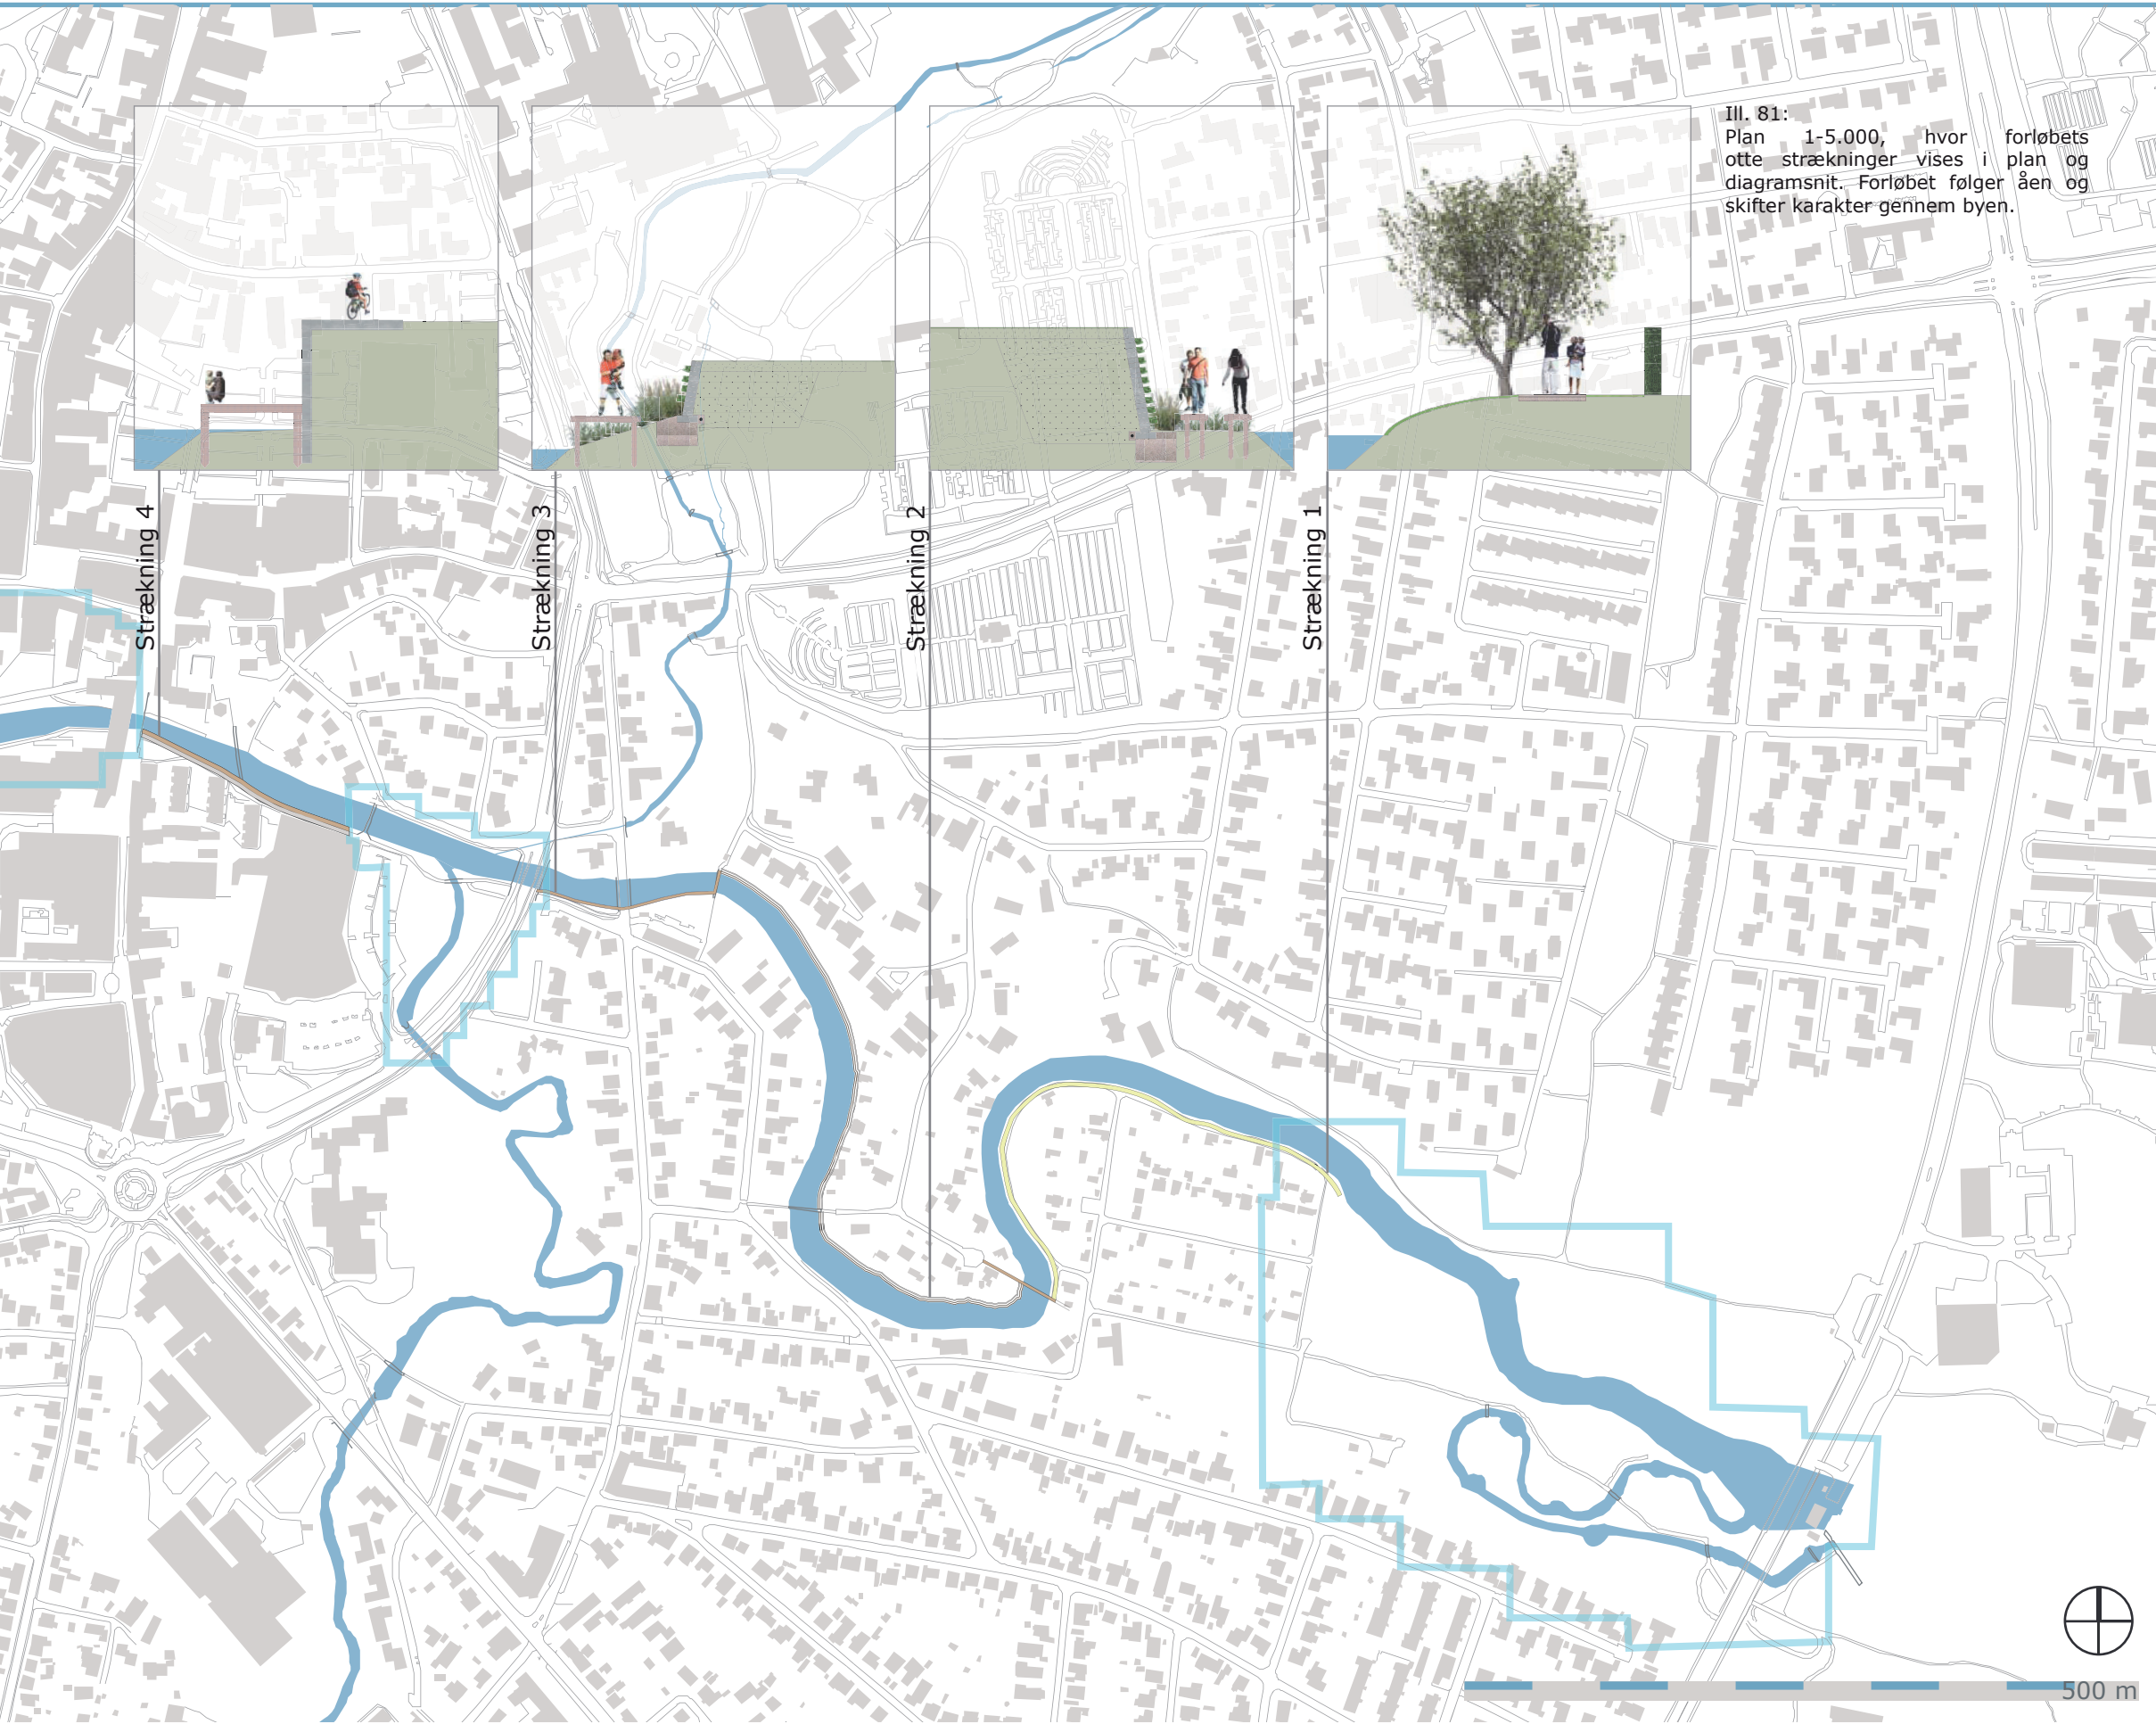 Ill. 81:
Plan 1-5.000, hvor forløbets
otte strækninger vises i plan og
diagramsnit. Forløbet følger åen og
skifter karakter gennem byen.
Strækning 4
Strækning 3
Strækning 2
Strækning 1
500 m